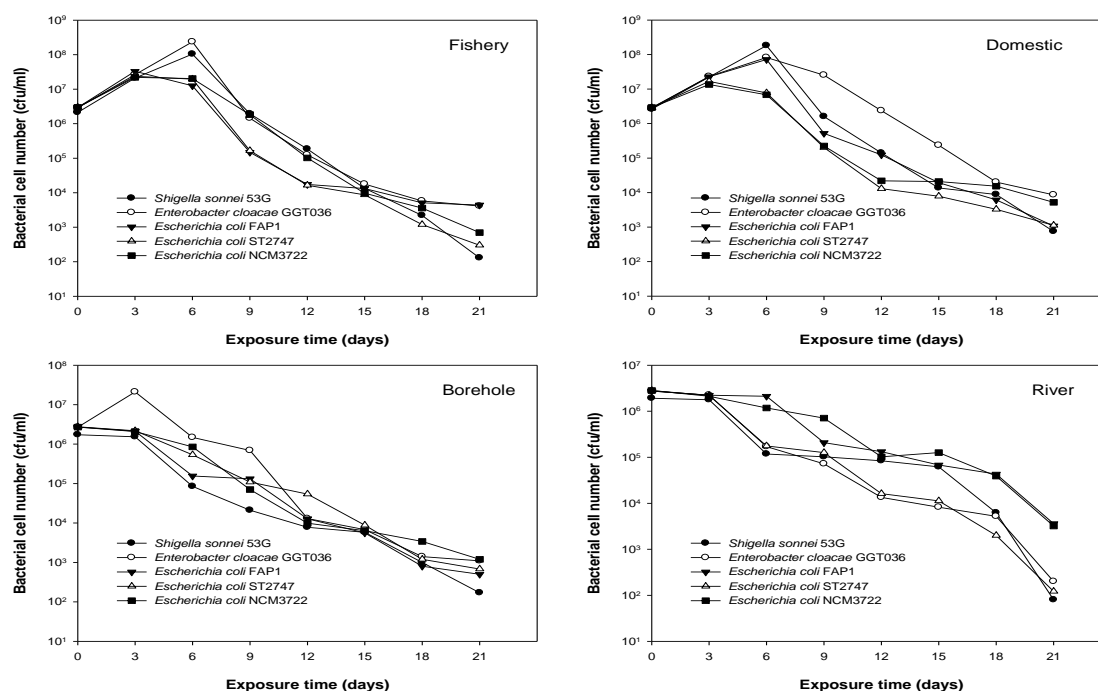 Fishery
Bacterial cell number (cfu/ml)
10⁹
10⁸
10⁷
10⁶
10⁵
10⁴
10³
10²
10¹
Shigella sonnei 53G
Enterobacter cloacae GGT036
Escherichia coli FAP1
Escherichia coli ST2747
Escherichia coli NCM3722
0 3 6 9 12 15 18 21
Exposure time (days)
Domestic
Bacterial cell number (cfu/ml)
10⁹
10⁸
10⁷
10⁶
10⁵
10⁴
10³
10²
10¹
Shigella sonnei 53G
Enterobacter cloacae GGT036
Escherichia coli FAP1
Escherichia coli ST2747
Escherichia coli NCM3722
0 3 6 9 12 15 18 21
Exposure time (days)
Borehole
Bacterial cell number (cfu/ml)
10⁸
10⁷
10⁶
10⁵
10⁴
10³
10²
10¹
Shigella sonnei 53G
Enterobacter cloacae GGT036
Escherichia coli FAP1
Escherichia coli ST2747
Escherichia coli NCM3722
0 3 6 9 12 15 18 21
Exposure time (days)
River
Bacterial cell number (cfu/ml)
10⁷
10⁶
10⁵
10⁴
10³
10²
10¹
Shigella sonnei 53G
Enterobacter cloacae GGT036
Escherichia coli FAP1
Escherichia coli ST2747
Escherichia coli NCM3722
0 3 6 9 12 15 18 21
Exposure time (days)